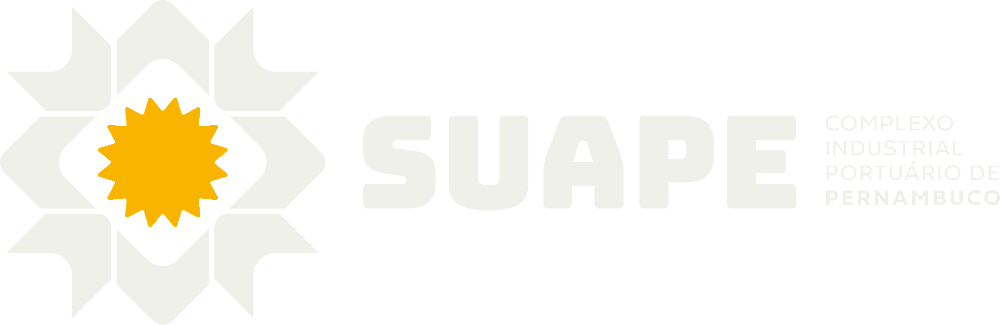 SUAPE
COMPLEXO
INDUSTRIAL
PORTUÁRIO DE
PERNAMBUCO